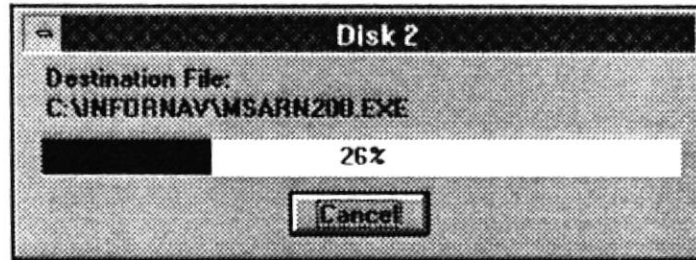 Disk 2
Destination File:
C:\INFORNAV\MSARN200.EXE
26%
Cancel